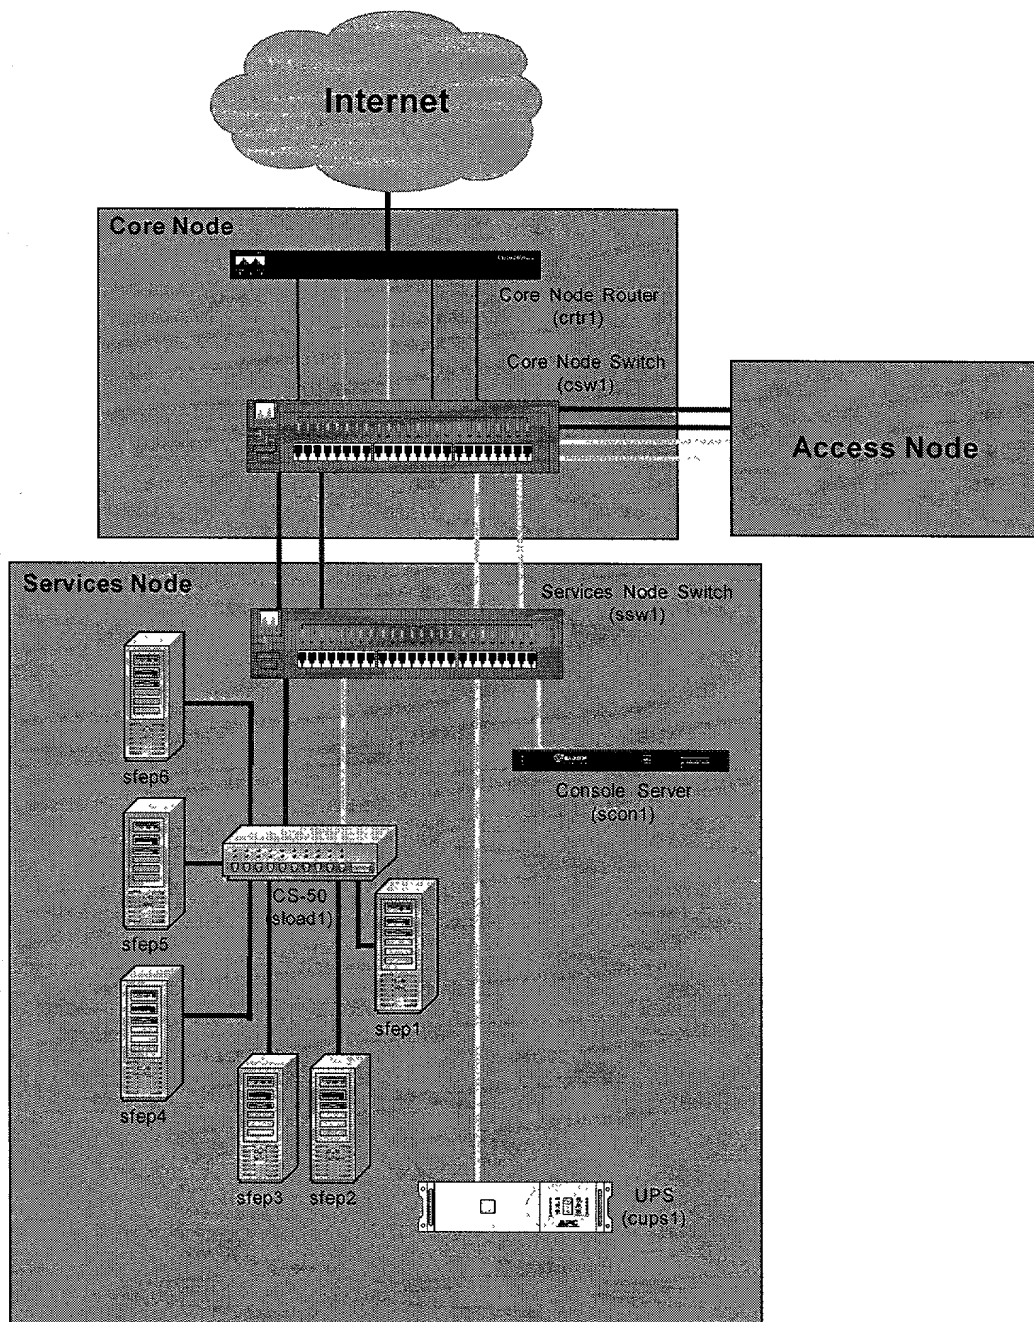 Internet
Core Node
Core Node Router
(crtr1)
Core Node Switch
(csw1)
Access Node
Services Node
Services Node Switch
(ssw1)
sfep6
Console Server
(scon1)
sfep5
CS-50
(sload1)
sfep1
sfep4
sfep3
sfep2
UPS
(cups1)
APC